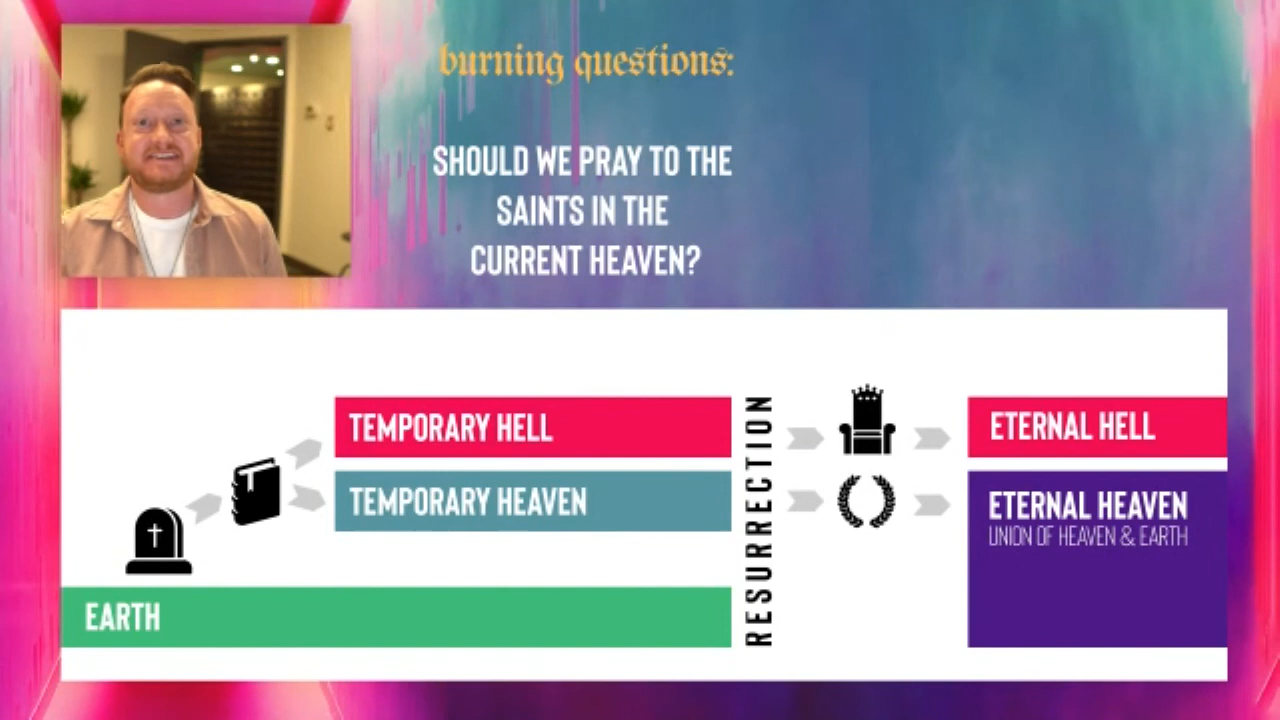 burning questions:
SHOULD WE PRAY TO THE
SAINTS IN THE
CURRENT HEAVEN?
TEMPORARY HELL
TEMPORARY HEAVEN
EARTH
RESURRECTION
ETERNAL HELL
ETERNAL HEAVEN
UNION OF HEAVEN & EARTH